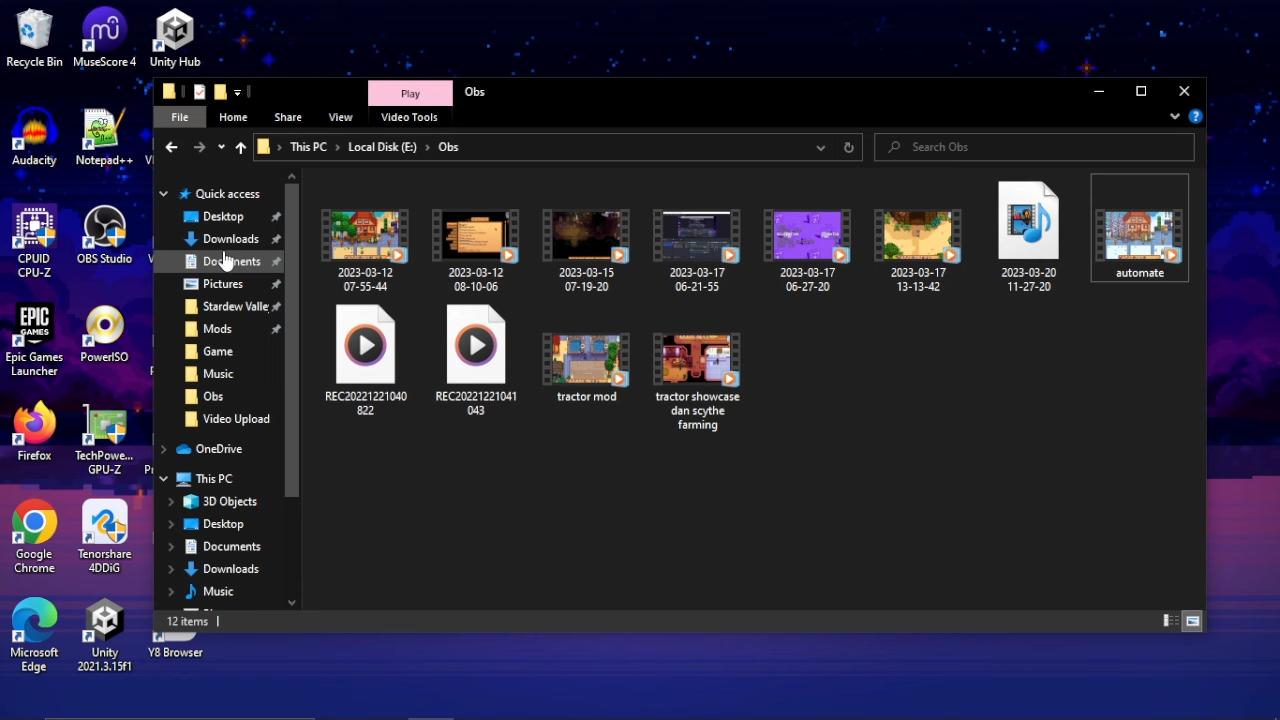 Recycle Bin
MuseScore 4
Unity Hub
Audacity
Notep​ad++
CPUID
CPU-Z
OBS Studio
Epic Games
Launcher
PowerISO
Firefox
TechPowe...
GPU-Z
Google
Chrome
Tenorshare
4DDiG
Microsoft
Edge
Unity
2021.3.15f1
Y8 Browser
Play
Obs
File
Home
Share
View
Video Tools
This PC
Local Disk (E:)
Obs
Search Obs
Quick access
Desktop
Downloads
Documents
Pictures
Stardew Valle
Mods
Game
Music
Obs
Video Upload
OneDrive
This PC
3D Objects
Desktop
Documents
Downloads
Music
2023-03-12
07-55-44
2023-03-12
08-10-06
2023-03-15
07-19-20
2023-03-17
06-21-55
2023-03-17
06-27-20
2023-03-17
13-13-42
2023-03-20
11-27-20
automate
REC20221221040
822
REC20221221041
043
tractor mod
tractor showcase
dan scythe
farming
12 items